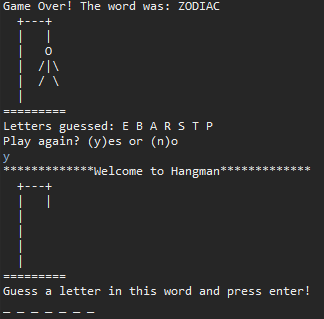 Game Over! The word was: ZODIAC
  +---+
  |   |
  |   O
  |  /|\
  |  / \
  |
=========
Letters guessed: E B A R S T P
Play again? (y)es or (n)o
y
*************Welcome to Hangman*************
  +---+
  |   |
  |
  |
  |
  |
=========
Guess a letter in this word and press enter!
_ _ _ _ _ _ _